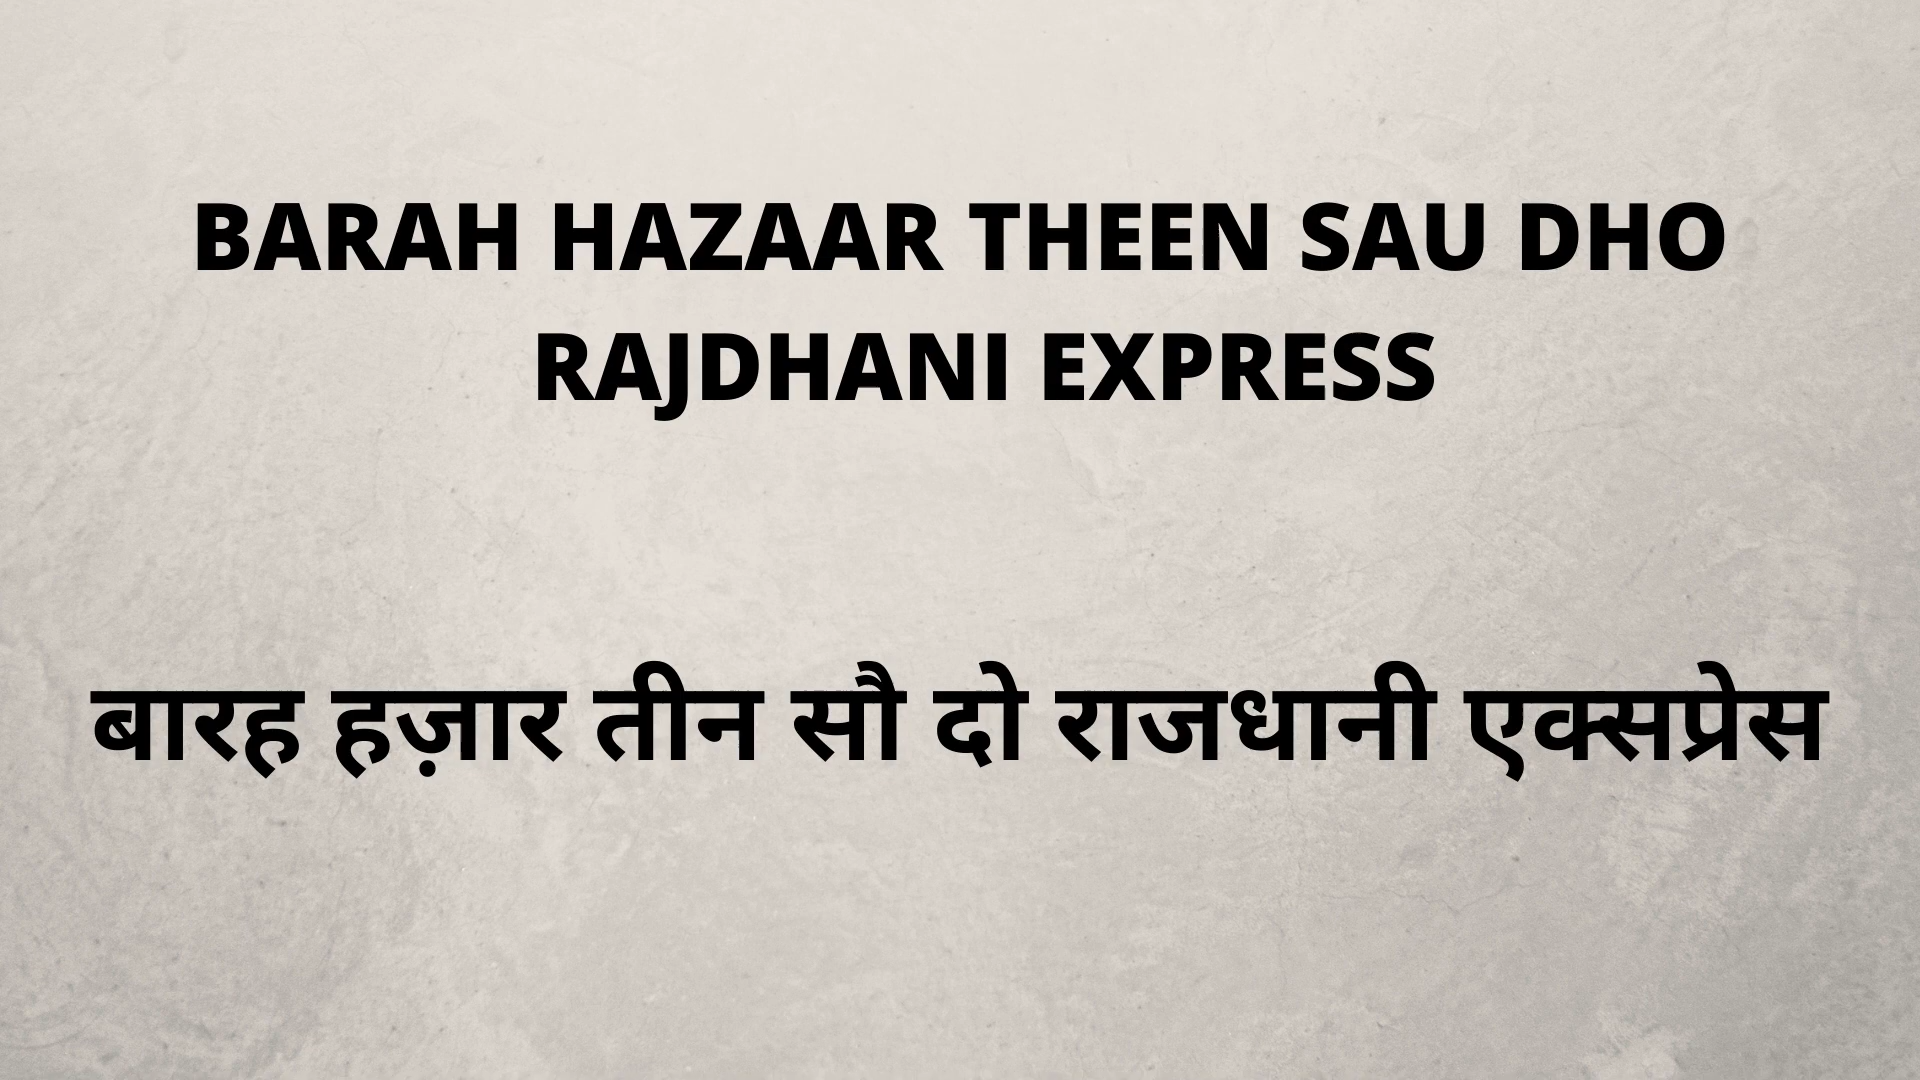 BARAH HAZAAR THEEN SAU DHO
RAJDHANI EXPRESS
बारह हज़ार तीन सौ दो राजधानी एक्सप्रेस